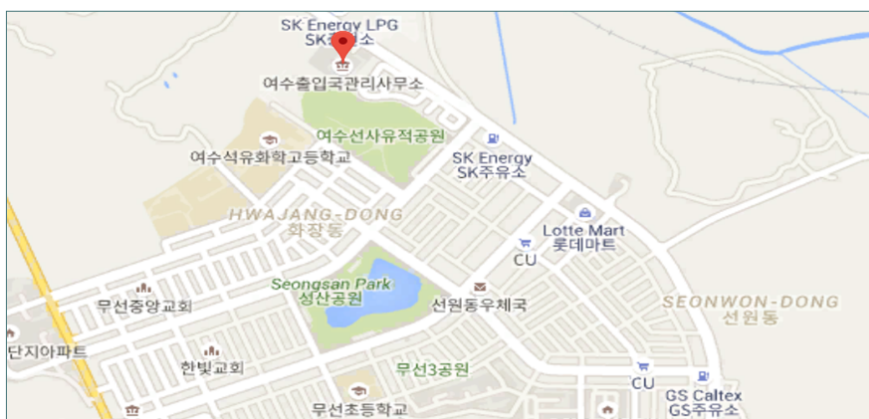 SK Energy LPG
SK충전소
여수출입국관리사무소
여수선사유적공원
여수석유화학고등학교
SK Energy
SK주유소
HWAJANG-DONG
화장동
Lotte Mart
롯데마트
CU
Seongsan Park
성산공원
선원동우체국
SEONWON-DONG
선원동
무선중앙교회
단지아파트
한빛교회
무선3공원
CU
GS Caltex
GS주유소
무선초등학교